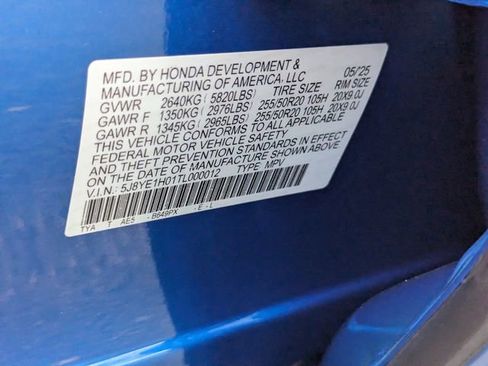 MFD. BY HONDA DEVELOPMENT & 05/'25
MANUFACTURING OF AMERICA, LLC
GVWR 2640KG (5820LBS) TIRE SIZE RIM SIZE
GAWR F 1350KG (2976LBS) 255/50R20 105H 20X9.0J
GAWR R 1345KG (2965LBS) 255/50R20 105H 20X9.0J
THIS VEHICLE CONFORMS TO ALL APPLICABLE
FEDERAL MOTOR VEHICLE SAFETY
AND THEFT PREVENTION STANDARDS IN EFFECT
ON THE DATE OF MANUFACTURE SHOWN ABOVE.
V.I.N.: 5J8YE1H01TL000012 TYPE: MPV
TYA T AE5 - B649PX E - L